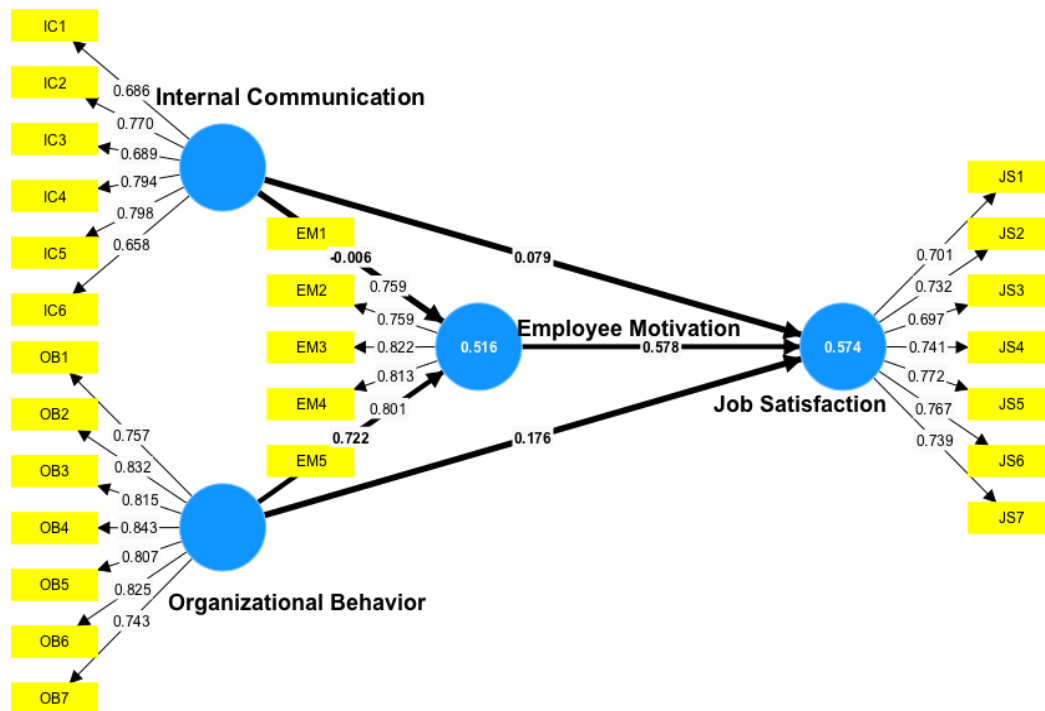 IC1
IC2
IC3
IC4
IC5
IC6
0.686
0.770
0.689
0.794
0.798
0.658
Internal Communication
OB1
OB2
OB3
OB4
OB5
OB6
OB7
0.757
0.832
0.815
0.843
0.807
0.825
0.743
Organizational Behavior
EM1
EM2
EM3
EM4
EM5
-0.006
0.759
0.759
0.822
0.813
0.801
0.722
0.516
Employee Motivation
0.079
0.578
0.176
0.574
Job Satisfaction
0.701
0.732
0.697
0.741
0.772
0.767
0.739
JS1
JS2
JS3
JS4
JS5
JS6
JS7